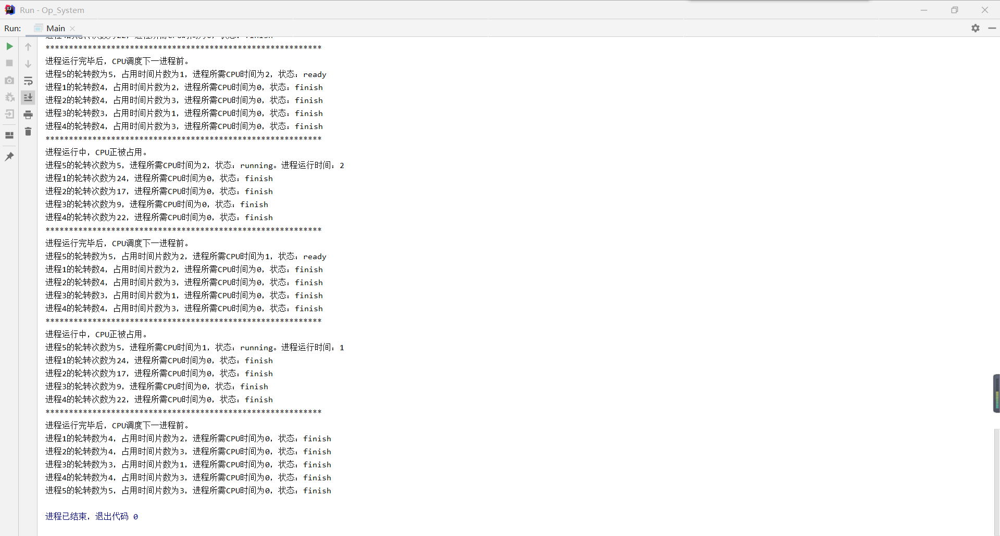 Run - Op_System
Run:
Main
进程4的轮转次数为22，进程所需CPU时间为0，状态：finish
***********************************************************
进程运行完毕后，CPU调度下一进程前。
进程5的轮转数为5，占用时间片数为1，进程所需CPU时间为2，状态：ready
进程1的轮转数4，占用时间片数为2，进程所需CPU时间为0，状态：finish
进程2的轮转数4，占用时间片数为3，进程所需CPU时间为0，状态：finish
进程3的轮转数3，占用时间片数为1，进程所需CPU时间为0，状态：finish
进程4的轮转数4，占用时间片数为3，进程所需CPU时间为0，状态：finish
***********************************************************
进程运行中，CPU正被占用。
进程5的轮转次数为5，进程所需CPU时间为2，状态：running。进程运行时间：2
进程1的轮转次数为24，进程所需CPU时间为0，状态：finish
进程2的轮转次数为17，进程所需CPU时间为0，状态：finish
进程3的轮转次数为9，进程所需CPU时间为0，状态：finish
进程4的轮转次数为22，进程所需CPU时间为0，状态：finish
***********************************************************
进程运行完毕后，CPU调度下一进程前。
进程5的轮转数为5，占用时间片数为2，进程所需CPU时间为1，状态：ready
进程1的轮转数4，占用时间片数为2，进程所需CPU时间为0，状态：finish
进程2的轮转数4，占用时间片数为3，进程所需CPU时间为0，状态：finish
进程3的轮转数3，占用时间片数为1，进程所需CPU时间为0，状态：finish
进程4的轮转数4，占用时间片数为3，进程所需CPU时间为0，状态：finish
***********************************************************
进程运行中，CPU正被占用。
进程5的轮转次数为5，进程所需CPU时间为1，状态：running。进程运行时间：1
进程1的轮转次数为24，进程所需CPU时间为0，状态：finish
进程2的轮转次数为17，进程所需CPU时间为0，状态：finish
进程3的轮转次数为9，进程所需CPU时间为0，状态：finish
进程4的轮转次数为22，进程所需CPU时间为0，状态：finish
***********************************************************
进程运行完毕后，CPU调度下一进程前。
进程1的轮转数为4，占用时间片数为2，进程所需CPU时间为0，状态：finish
进程2的轮转数为4，占用时间片数为3，进程所需CPU时间为0，状态：finish
进程3的轮转数为3，占用时间片数为1，进程所需CPU时间为0，状态：finish
进程4的轮转数为4，占用时间片数为3，进程所需CPU时间为0，状态：finish
进程5的轮转数为5，占用时间片数为3，进程所需CPU时间为0，状态：finish
进程已结束，退出代码 0